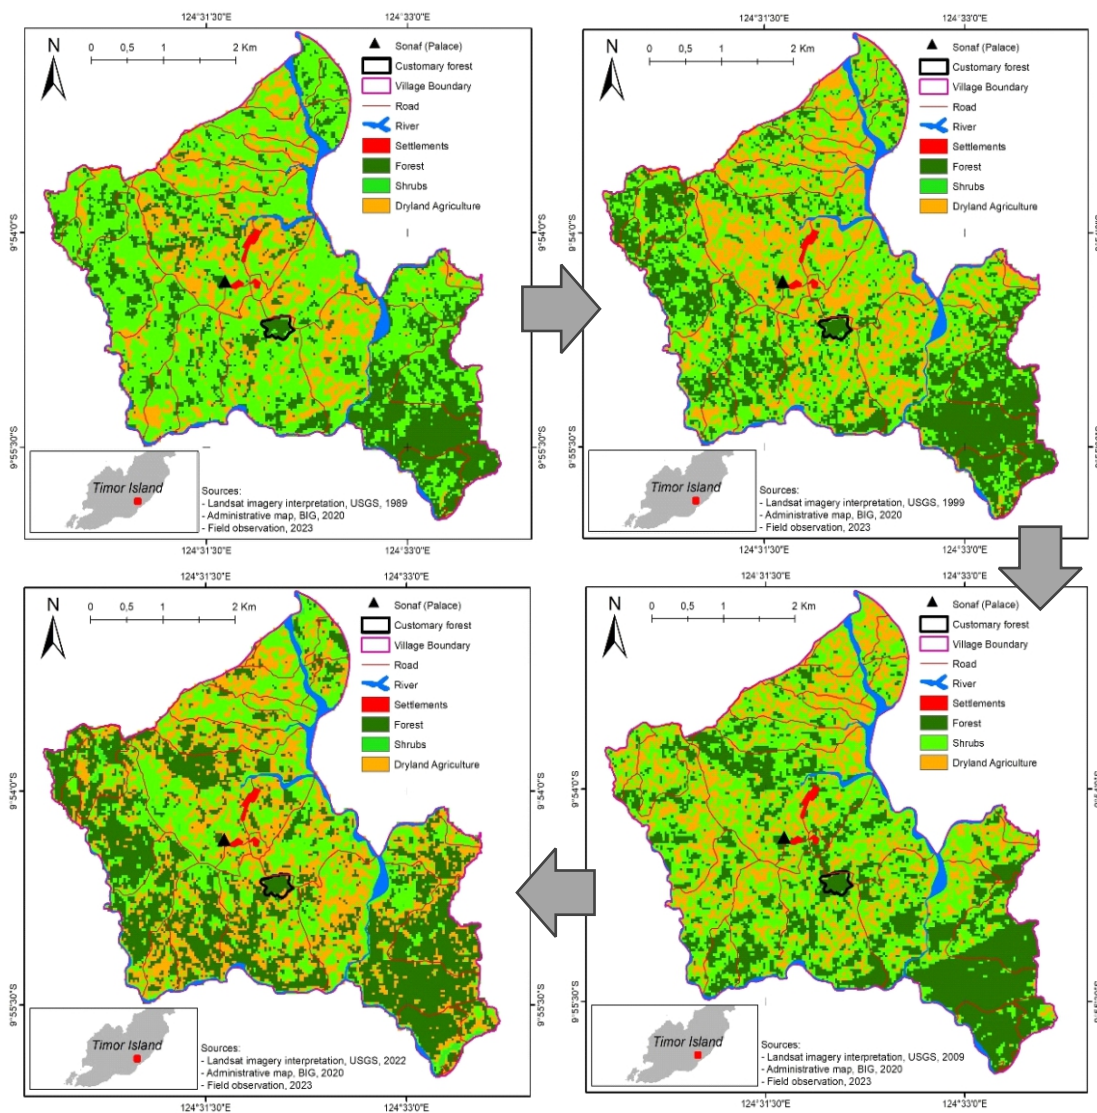 124°31'30"E 124°33'0"E
N
0 0,5 1 2 Km
Sonaf (Palace)
Customary forest
Village Boundary
Road
River
Settlements
Forest
Shrubs
Dryland Agriculture
9°54'0"S
9°55'30"S
Timor Island
Sources:
- Landsat imagery interpretation, USGS, 1989
- Administrative map, BIG, 2020
- Field observation, 2023
124°31'30"E 124°33'0"E
124°31'30"E 124°33'0"E
N
0 0,5 1 2 Km
Sonaf (Palace)
Customary forest
Village Boundary
Road
River
Settlements
Forest
Shrubs
Dryland Agriculture
9°54'0"S
9°55'30"S
Timor Island
Sources:
- Landsat imagery interpretation, USGS, 1999
- Administrative map, BIG, 2020
- Field observation, 2023
124°31'30"E 124°33'0"E
124°31'30"E 124°33'0"E
N
0 0,5 1 2 Km
Sonaf (Palace)
Customary forest
Village Boundary
Road
River
Settlements
Forest
Shrubs
Dryland Agriculture
9°54'0"S
9°55'30"S
Timor Island
Sources:
- Landsat imagery interpretation, USGS, 2022
- Administrative map, BIG, 2020
- Field observation, 2023
124°31'30"E 124°33'0"E
124°31'30"E 124°33'0"E
N
0 0,5 1 2 Km
Sonaf (Palace)
Customary forest
Village Boundary
Road
River
Settlements
Forest
Shrubs
Dryland Agriculture
9°54'0"S
9°55'30"S
Timor Island
Sources:
- Landsat imagery interpretation, USGS, 2009
- Administrative map, BIG, 2020
- Field observation, 2023
124°31'30"E 124°33'0"E